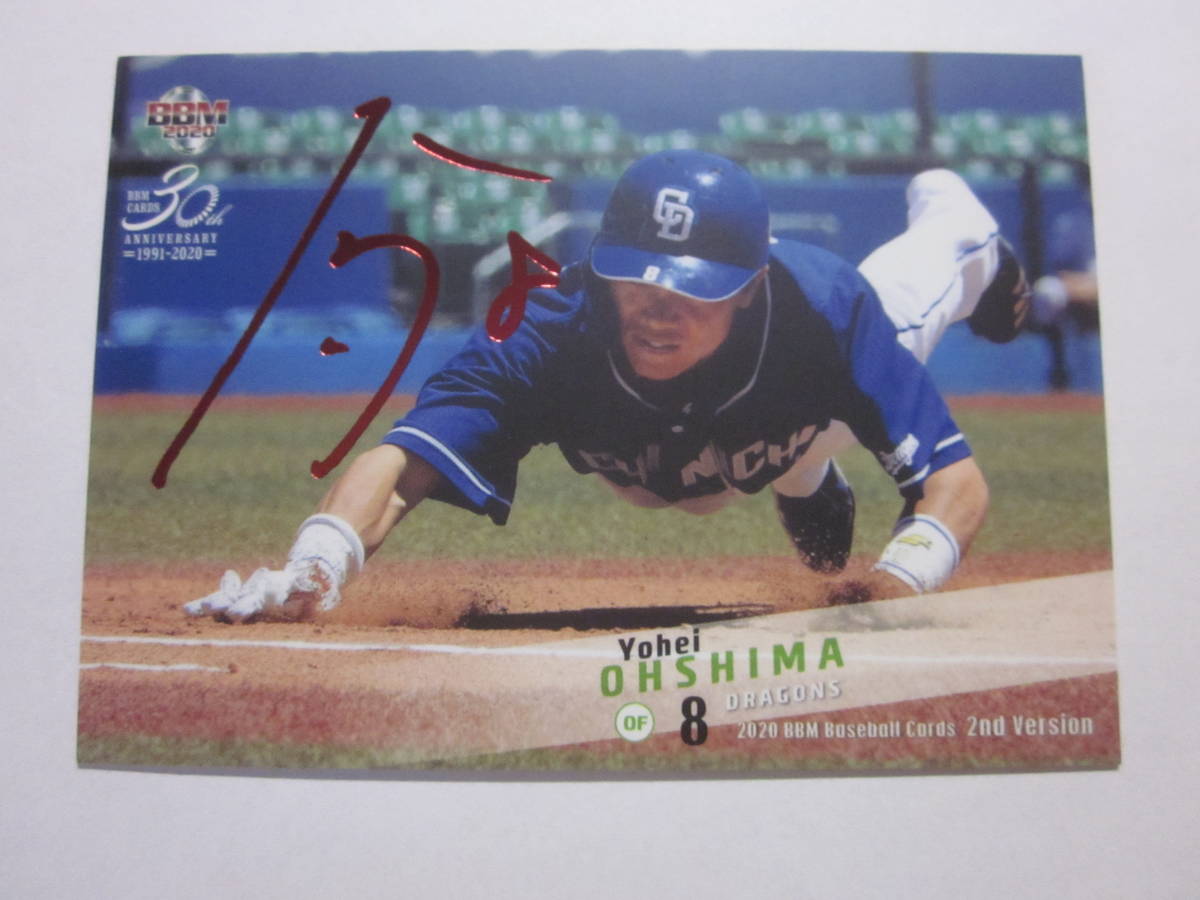 BBM
2020
BBM
CARDS 30th
ANNIVERSARY
=1991-2020=
CD
8
CHUNICHI
Yohei
OHSHIMA
DRAGONS
OF 8
2020 BBM Baseball Cards 2nd Version